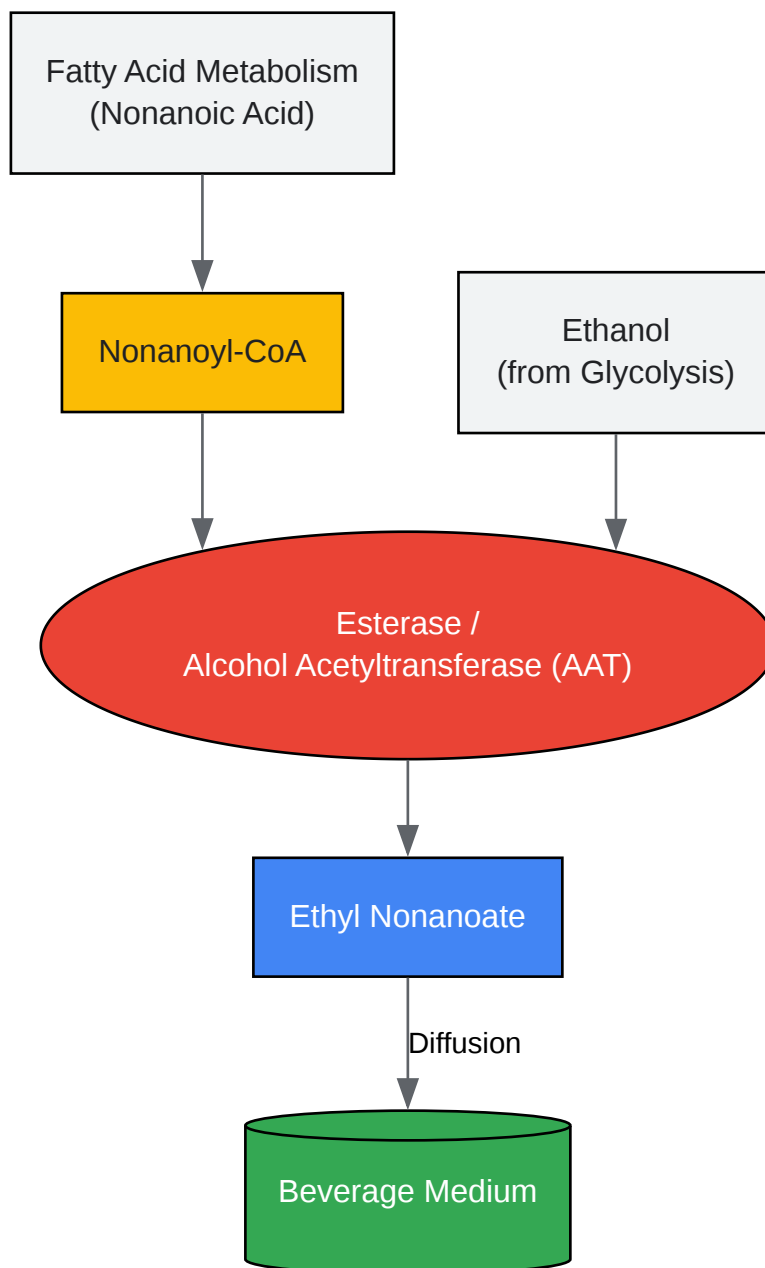 Fatty Acid Metabolism
(Nonanoic Acid)
Nonanoyl-CoA
Ethanol
(from Glycolysis)
Esterase /
Alcohol Acetyltransferase (AAT)
Ethyl Nonanoate
Diffusion
Beverage Medium